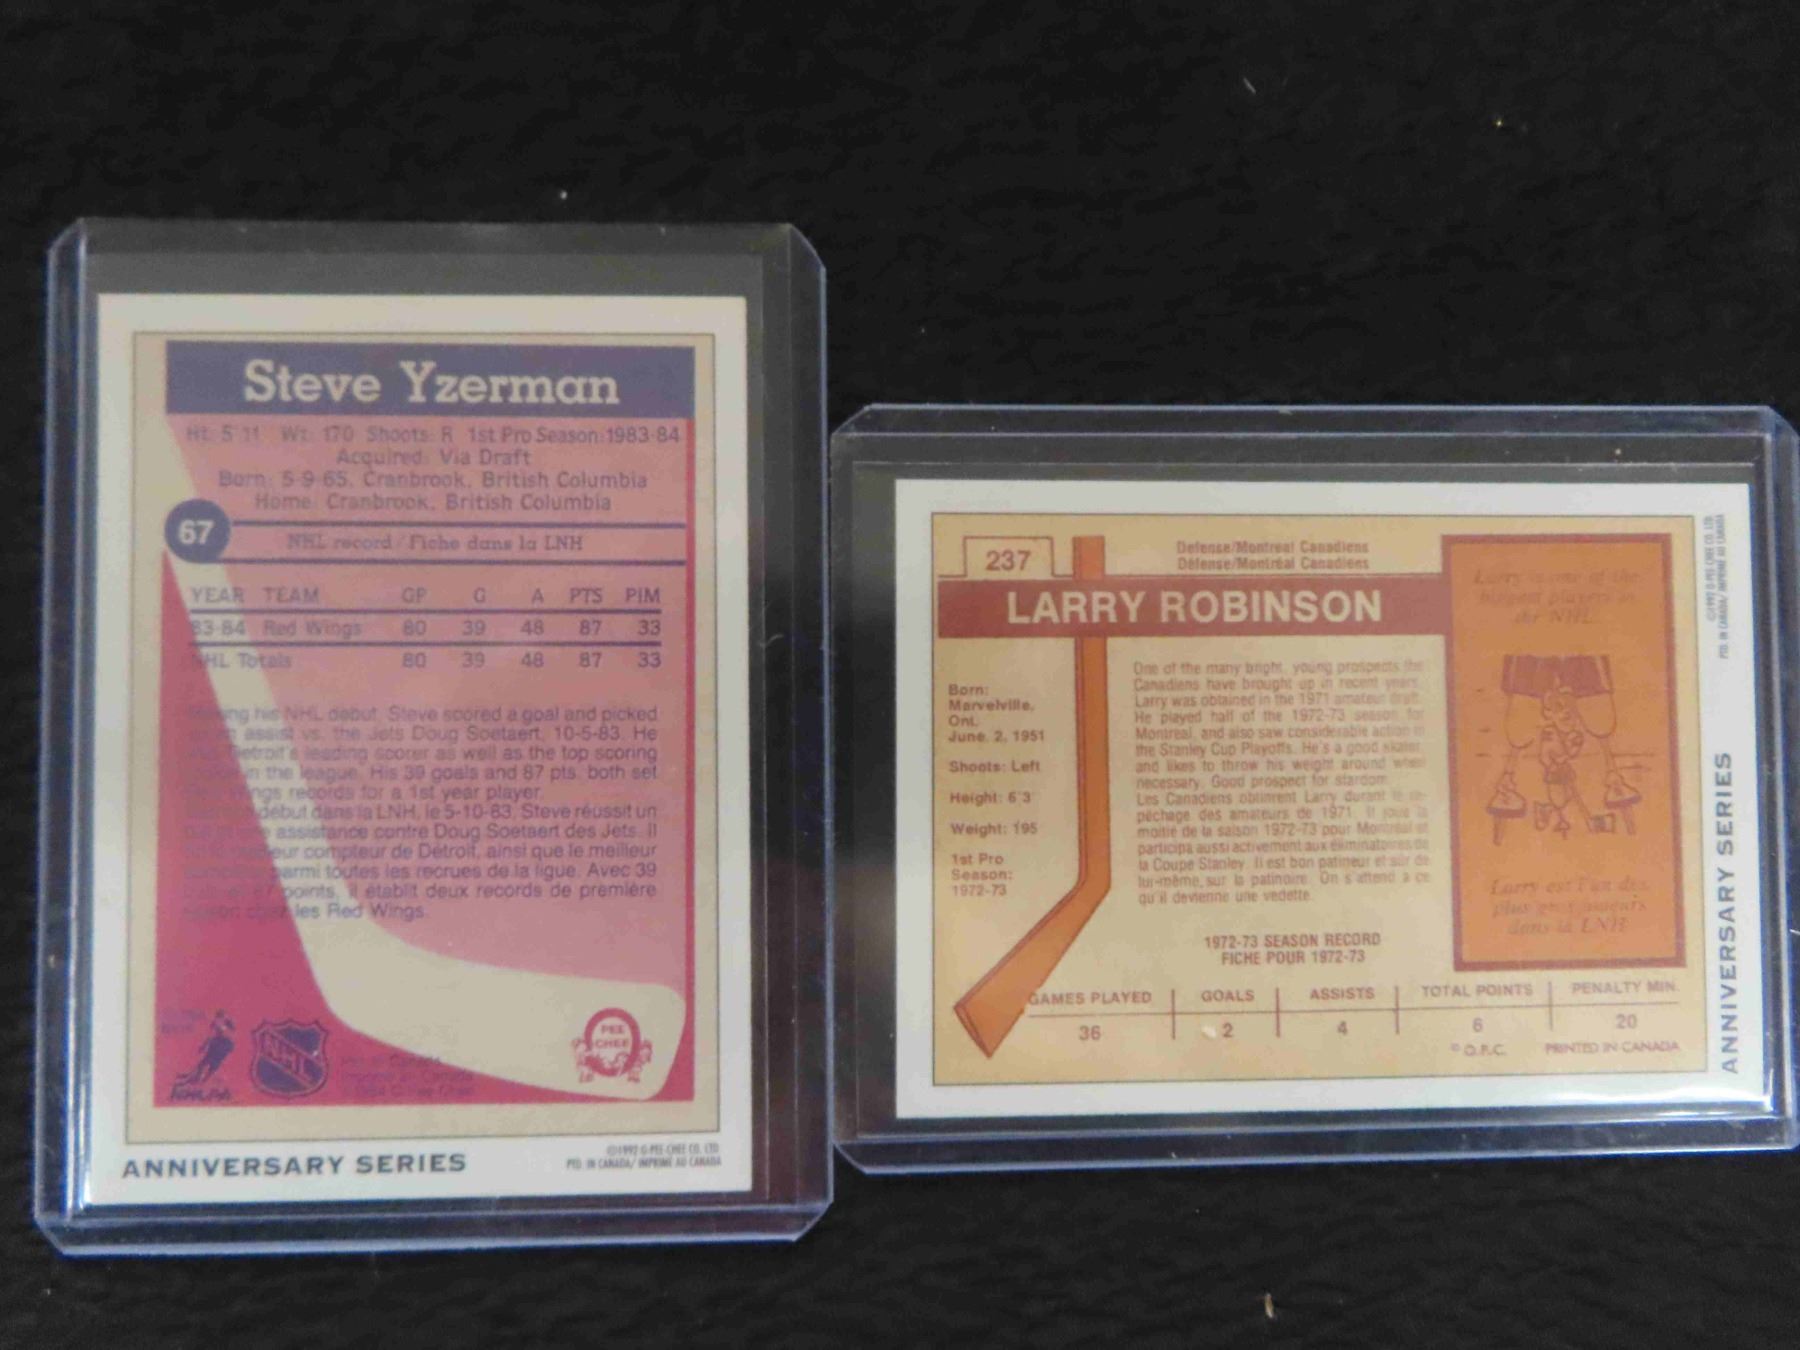 Steve Yzerman
Ht: 5'11 Wt: 170 Shoots: R 1st Pro Season: 1983-84
Acquired: Via Draft
Born: 5-9-65, Cranbrook, British Columbia
Home: Cranbrook, British Columbia
67
NHL record / Fiche dans la LNH
YEAR TEAM GP G A PTS PIM
83-84 Red Wings 80 39 48 87 33
NHL Totals 80 39 48 87 33
his NHL debut, Steve scored a goal and picked
assist vs. the Jets Doug Soetaert, 10-5-83. He
Detroit's leading scorer as well as the top scoring
in the league. His 39 goals and 87 pts. both set
Wings records for a 1st year player.
début dans la LNH, le 5-10-83, Steve réussit un
assistance contre Doug Soetaert des Jets. Il
compteur de Détroit, ainsi que le meilleur
parmi toutes les recrues de la ligue. Avec 39
points, il établit deux records de première
les Red Wings.
NHL
NHLPA
PEE
CHEE
ANNIVERSARY SERIES
©1992 O-PEE-CHEE CO. LTD.
PTD. IN CANADA/ IMPRIMÉ AU CANADA
237
Defense/Montreal Canadiens
Défense/Montréal Canadiens
LARRY ROBINSON
Born:
Marvelville,
Ont.
June. 2, 1951
Shoots: Left
Height: 6'3
Weight: 195
1st Pro
Season:
1972-73
One of the many bright, young prospects the
Canadiens have brought up in recent years,
Larry was obtained in the 1971 amateur draft.
He played half of the 1972-73 season for
Montreal, and also saw considerable action in
the Stanley Cup Playoffs. He's a good skater,
and likes to throw his weight around when
necessary. Good prospect for stardom.
Les Canadiens obtinrent Larry durant le re-
pêchage des amateurs de 1971. Il joua la
moitié de la saison 1972-73 pour Montréal et
participa aussi activement aux éliminatoires de
la Coupe Stanley. Il est bon patineur et sûr de
lui-même, sur la patinoire. On s'attend à ce
qu'il devienne une vedette.
1972-73 SEASON RECORD
FICHE POUR 1972-73
GAMES PLAYED GOALS ASSISTS TOTAL POINTS PENALTY MIN.
36 2 4 6 20
© O.P.C. PRINTED IN CANADA
Larry is one of the
biggest players in
the NHL.
Larry est l'un des
plus gros joueurs
dans la LNH.
©1992 O-PEE-CHEE CO. LTD.
PTD. IN CANADA/ IMPRIMÉ AU CANADA
ANNIVERSARY SERIES